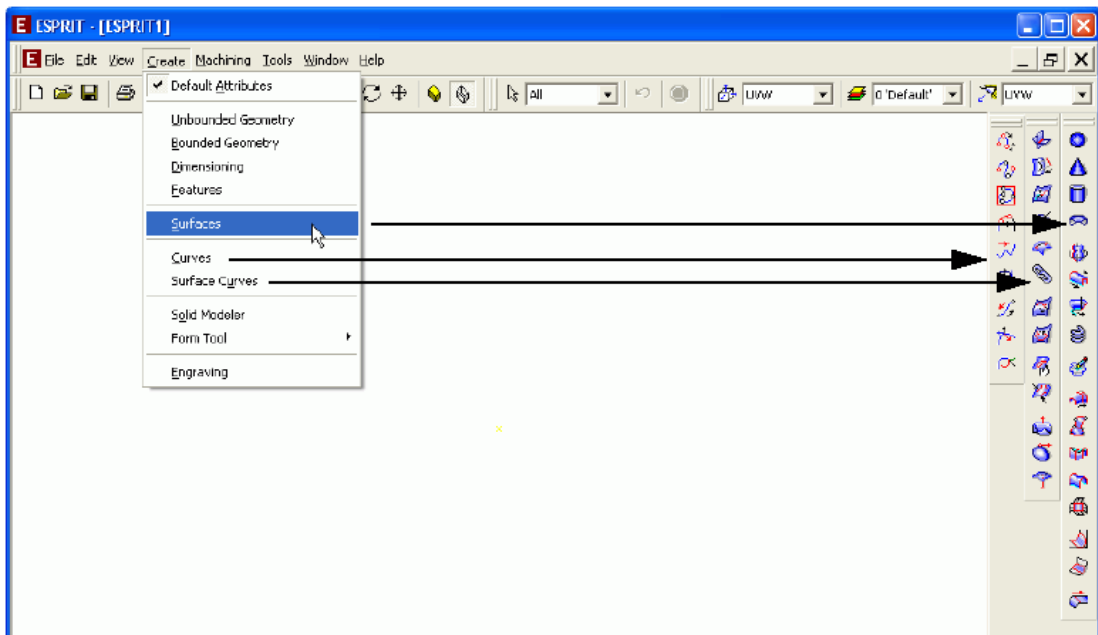 ESPRIT - [ESPRIT1]
File Edit View Create Machining Tools Window Help
All UVW 0 'Default' UVW
Default Attributes
Unbounded Geometry
Bounded Geometry
Dimensioning
Features
Surfaces
Curves
Surface Curves
Solid Modeler
Form Tool
Engraving